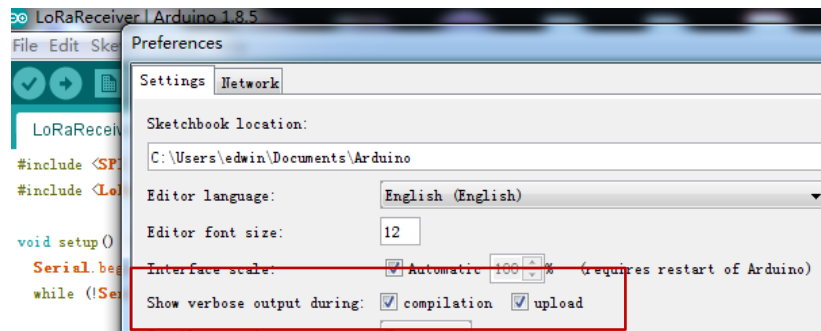 LoRaReceiver | Arduino 1.8.5
File Edit Ske
Preferences
Settings Network
LoRaReceiv
Sketchbook location:
C:\Users\edwin\Documents\Arduino
#include <SP
#include <Lo
Editor language: English (English)
Editor font size: 12
void setup()
Serial.beg
Interface scale: Automatic 100 % (requires restart of Arduino)
while (!Se
Show verbose output during: compilation upload